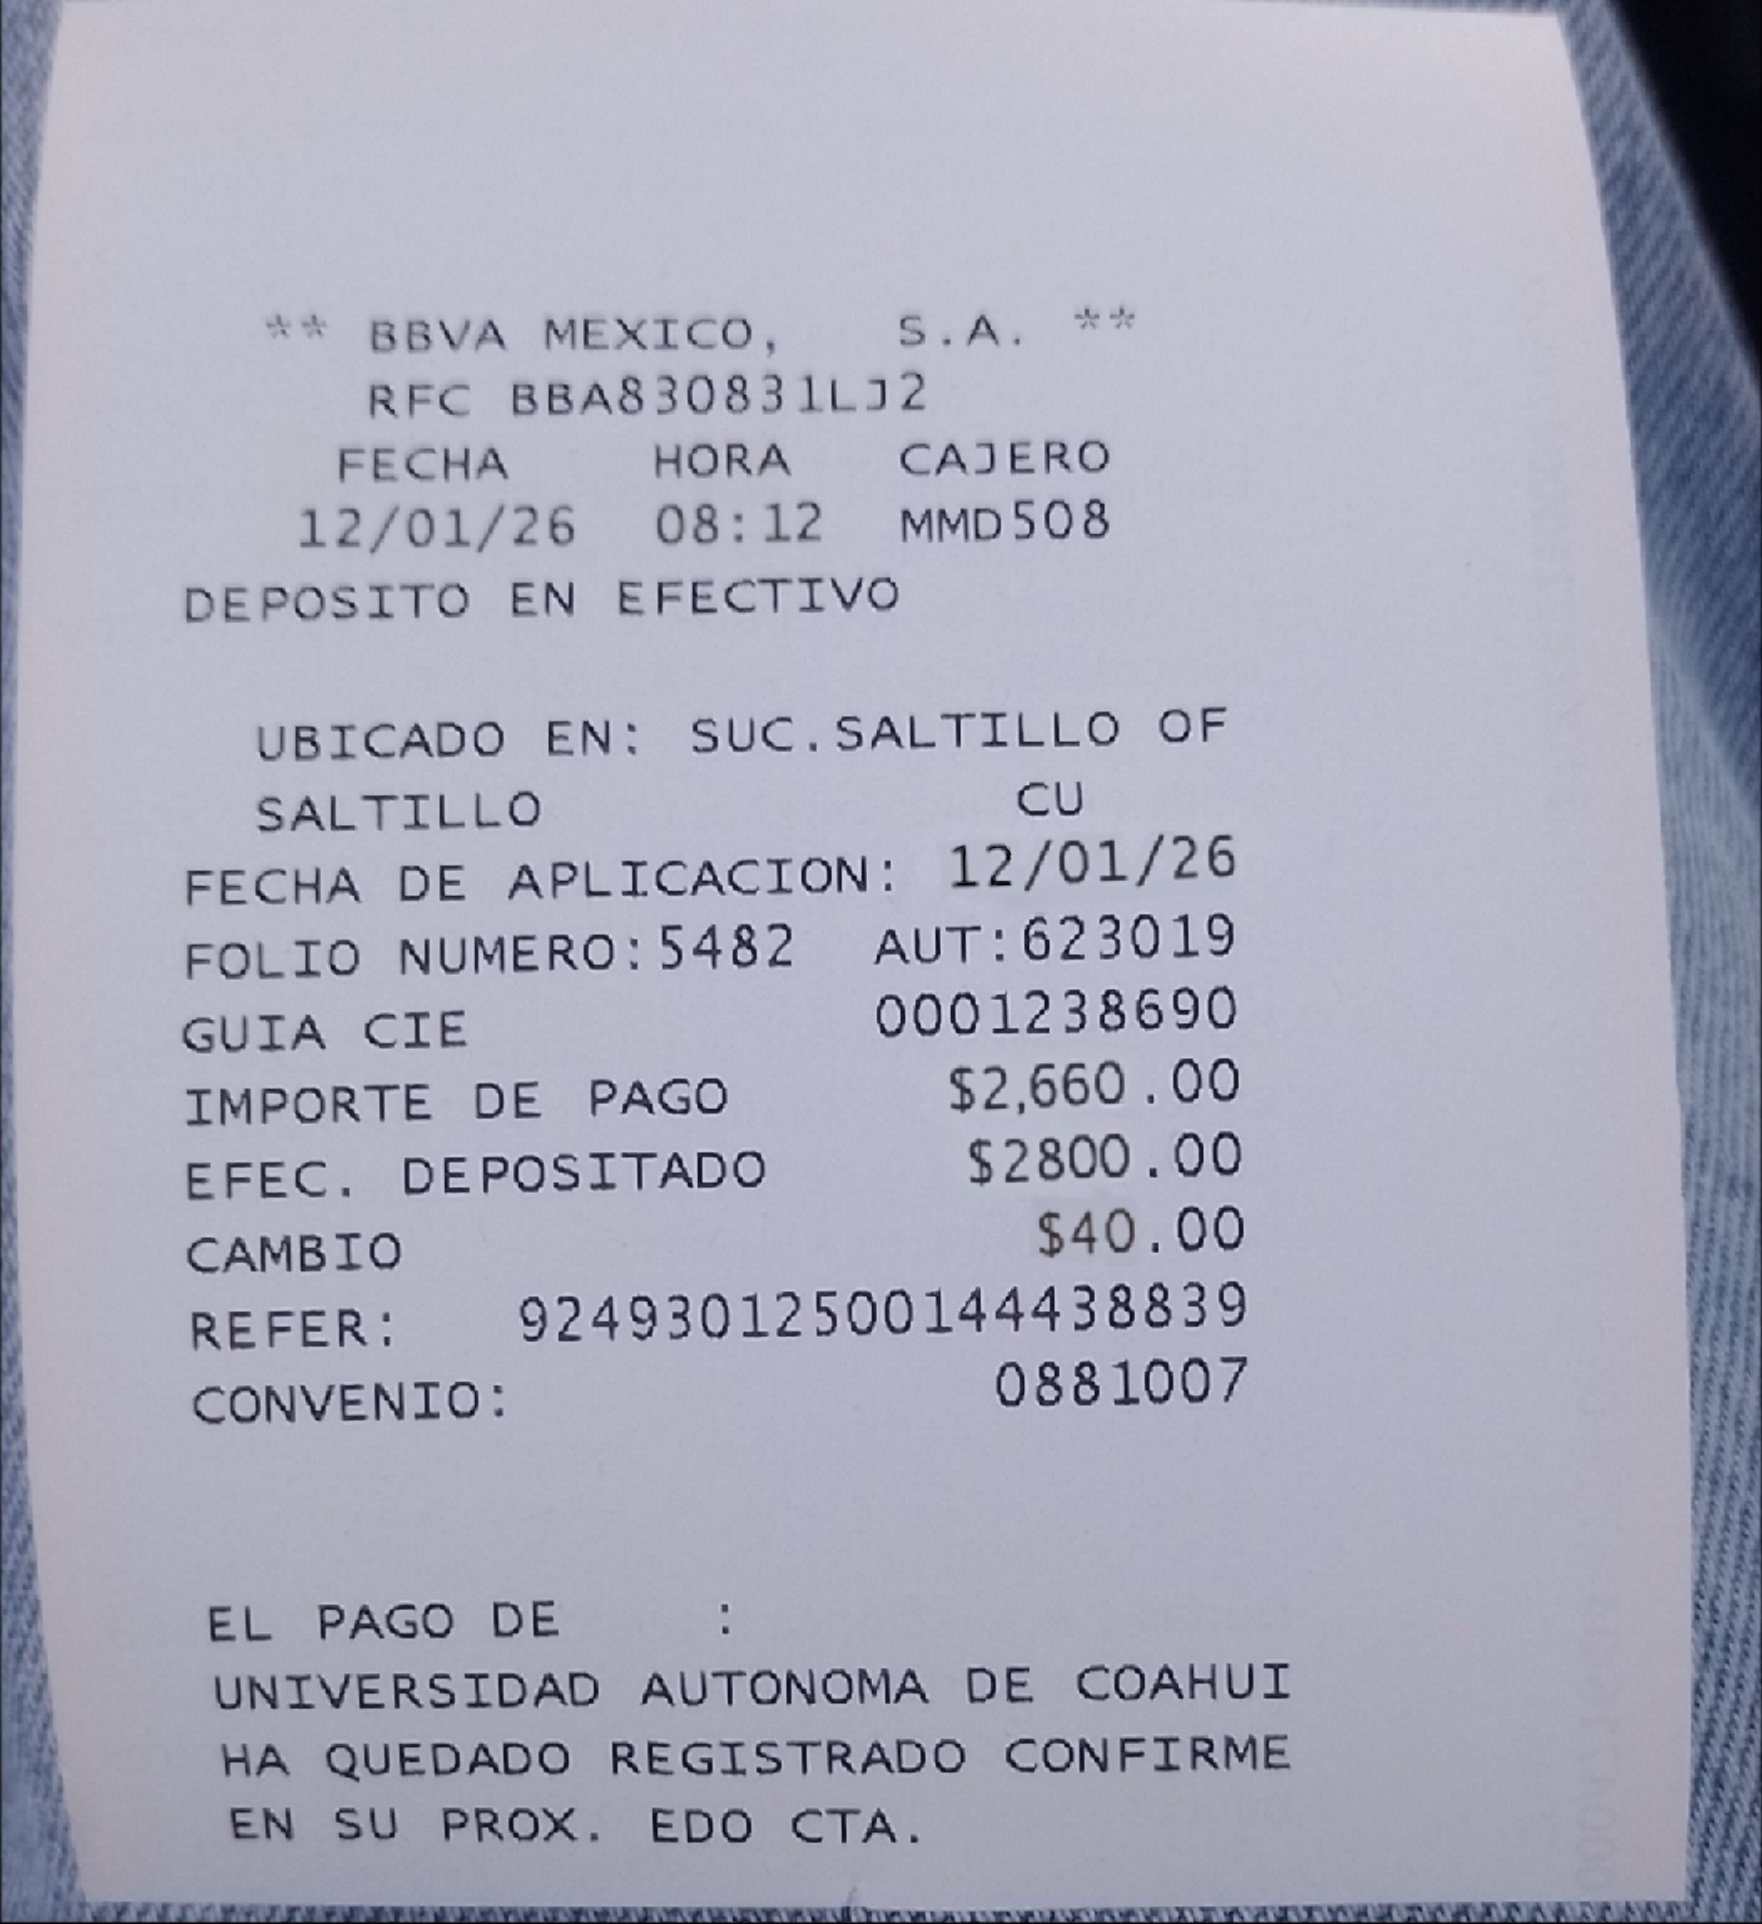 ** BBVA MEXICO, S.A. **
RFC BBA830831LJ2
FECHA HORA CAJERO
12/01/26 08:12 MMD508
DEPOSITO EN EFECTIVO
UBICADO EN: SUC.SALTILLO OF
SALTILLO CU
FECHA DE APLICACION: 12/01/26
FOLIO NUMERO:5482 AUT:623019
GUIA CIE 0001238690
IMPORTE DE PAGO $2,660.00
EFEC. DEPOSITADO $2800.00
CAMBIO $40.00
REFER: 92493012500144438839
CONVENIO: 0881007
EL PAGO DE :
UNIVERSIDAD AUTONOMA DE COAHUI
HA QUEDADO REGISTRADO CONFIRME
EN SU PROX. EDO CTA.